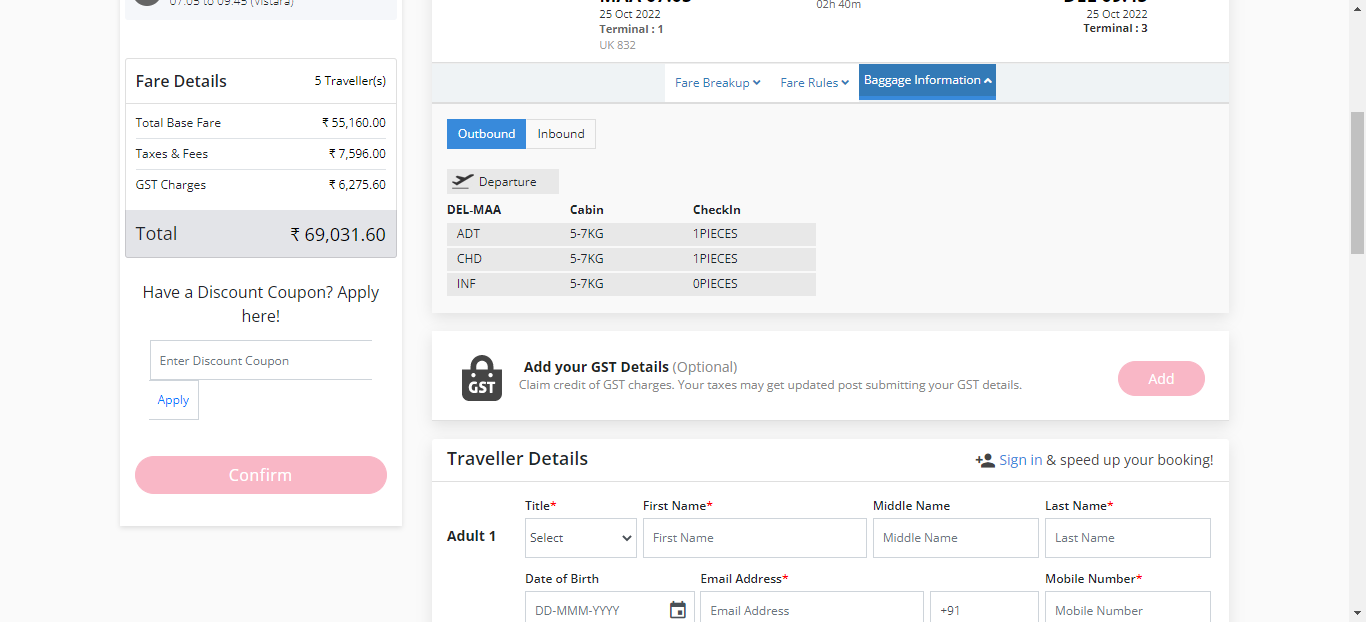 07:05 to 09:45 (Vistara)
Fare Details 5 Traveller(s)
Total Base Fare ₹ 55,160.00
Taxes & Fees ₹ 7,596.00
GST Charges ₹ 6,275.60
Total ₹ 69,031.60
Have a Discount Coupon? Apply
here!
Enter Discount Coupon
Apply
Confirm
MAA 07:05 02h 40m DEL 09:45
25 Oct 2022 25 Oct 2022
Terminal : 1 Terminal : 3
UK 832
Fare Breakup Fare Rules Baggage Information
Outbound Inbound
Departure
DEL-MAA Cabin CheckIn
ADT 5-7KG 1PIECES
CHD 5-7KG 1PIECES
INF 5-7KG 0PIECES
GST
Add your GST Details (Optional)
Claim credit of GST charges. Your taxes may get updated post submitting your GST details.
Add
Traveller Details Sign in & speed up your booking!
Title* First Name* Middle Name Last Name*
Adult 1 Select First Name Middle Name Last Name
Date of Birth Email Address* Mobile Number*
DD-MMM-YYYY Email Address +91 Mobile Number